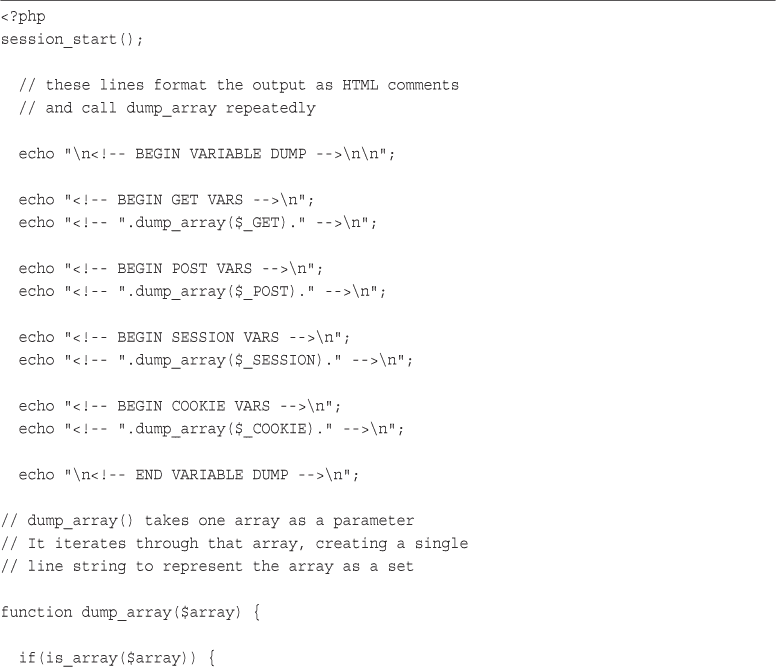 <?php
session_start();
// these lines format the output as HTML comments
// and call dump_array repeatedly
echo "\n<!-- BEGIN VARIABLE DUMP -->\n\n";
echo "<!-- BEGIN GET VARS -->\n";
echo "<!-- ".dump_array($_GET)." -->\n";
echo "<!-- BEGIN POST VARS -->\n";
echo "<!-- ".dump_array($_POST)." -->\n";
echo "<!-- BEGIN SESSION VARS -->\n";
echo "<!-- ".dump_array($_SESSION)." -->\n";
echo "<!-- BEGIN COOKIE VARS -->\n";
echo "<!-- ".dump_array($_COOKIE)." -->\n";
echo "\n<!-- END VARIABLE DUMP -->\n";
// dump_array() takes one array as a parameter
// It iterates through that array, creating a single
// line string to represent the array as a set
function dump_array($array) {
if(is_array($array)) {